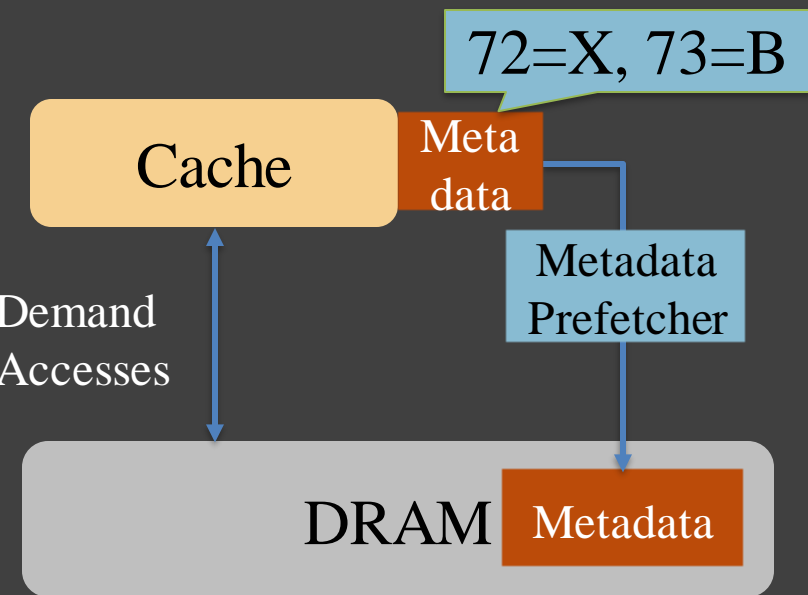 72=X, 73=B
Cache
Meta
data
Metadata
Prefetcher
Demand
Accesses
DRAM
Metadata